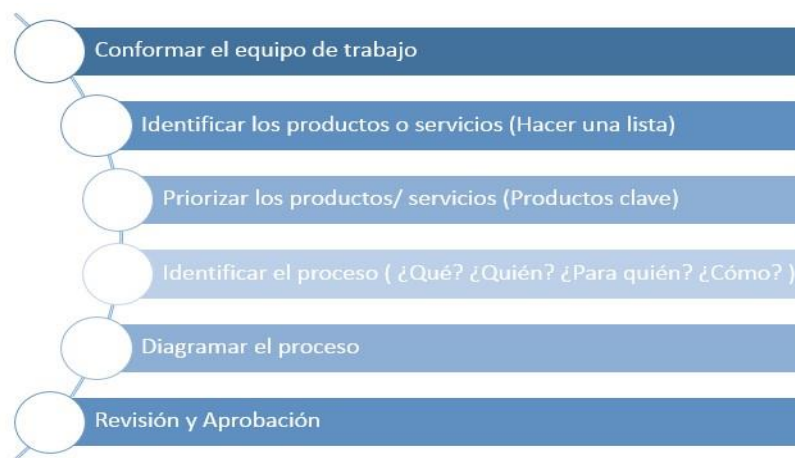 Conformar el equipo de trabajo
Identificar los productos o servicios (Hacer una lista)
Priorizar los productos/ servicios (Productos clave)
Identificar el proceso ( ¿Qué? ¿Quién? ¿Para quién? ¿Cómo? )
Diagramar el proceso
Revisión y Aprobación